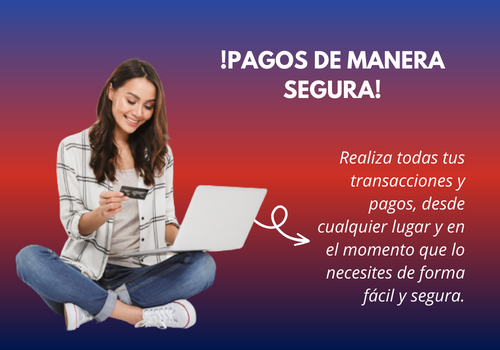 !PAGOS DE MANERA
SEGURA!
Realiza todas tus
transacciones y
pagos, desde
cualquier lugar y en
el momento que lo
necesites de forma
fácil y segura.